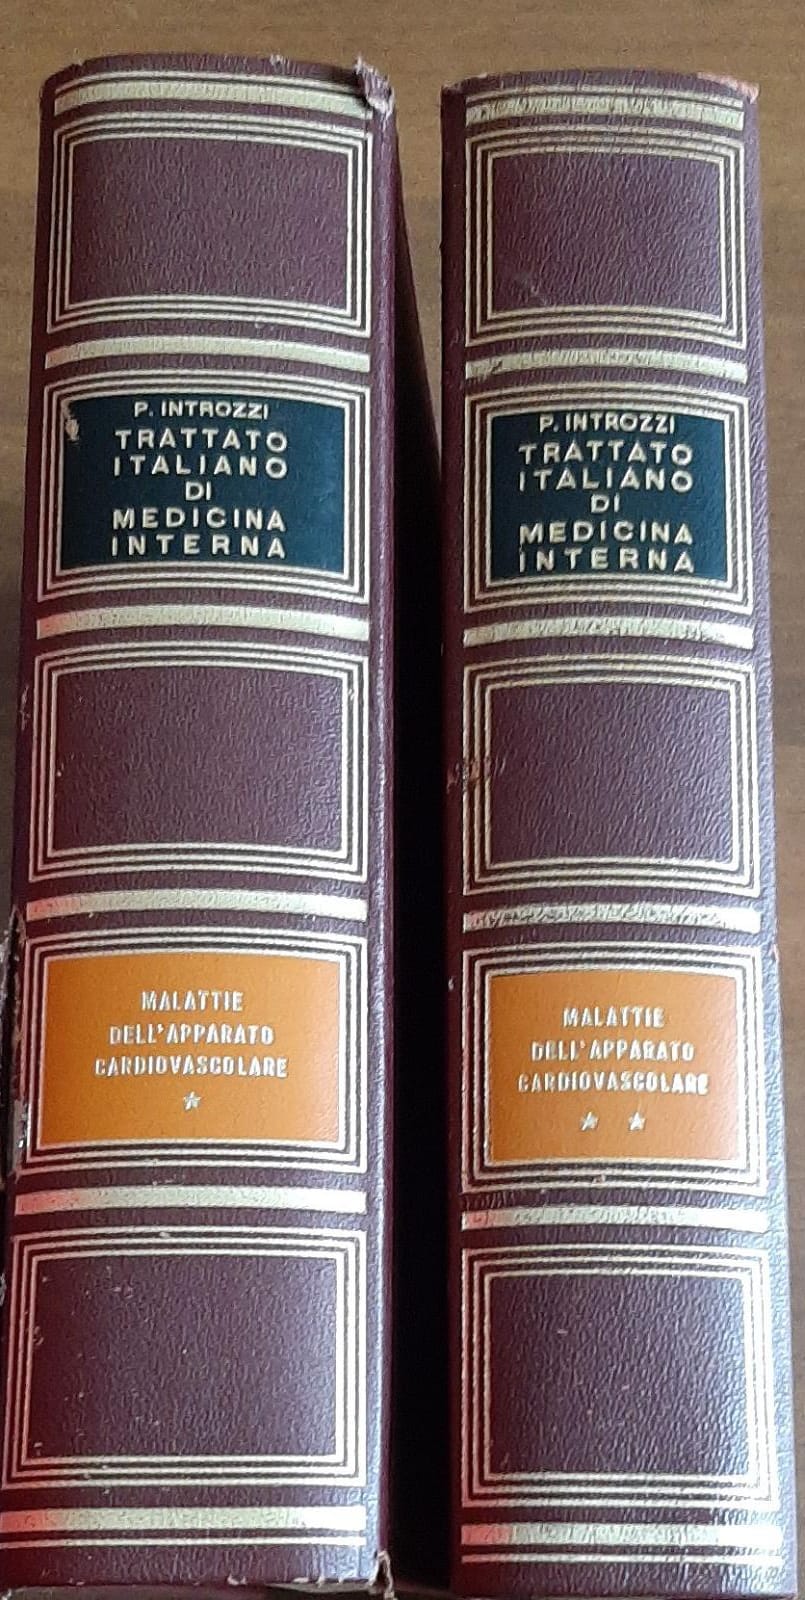 P. INTROZZI
TRATTATO
ITALIANO
DI
MEDICINA
INTERNA
MALATTIE
DELL'APPARATO
CARDIOVASCOLARE
P. INTROZZI
TRATTATO
ITALIANO
DI
MEDICINA
INTERNA
MALATTIE
DELL'APPARATO
CARDIOVASCOLARE